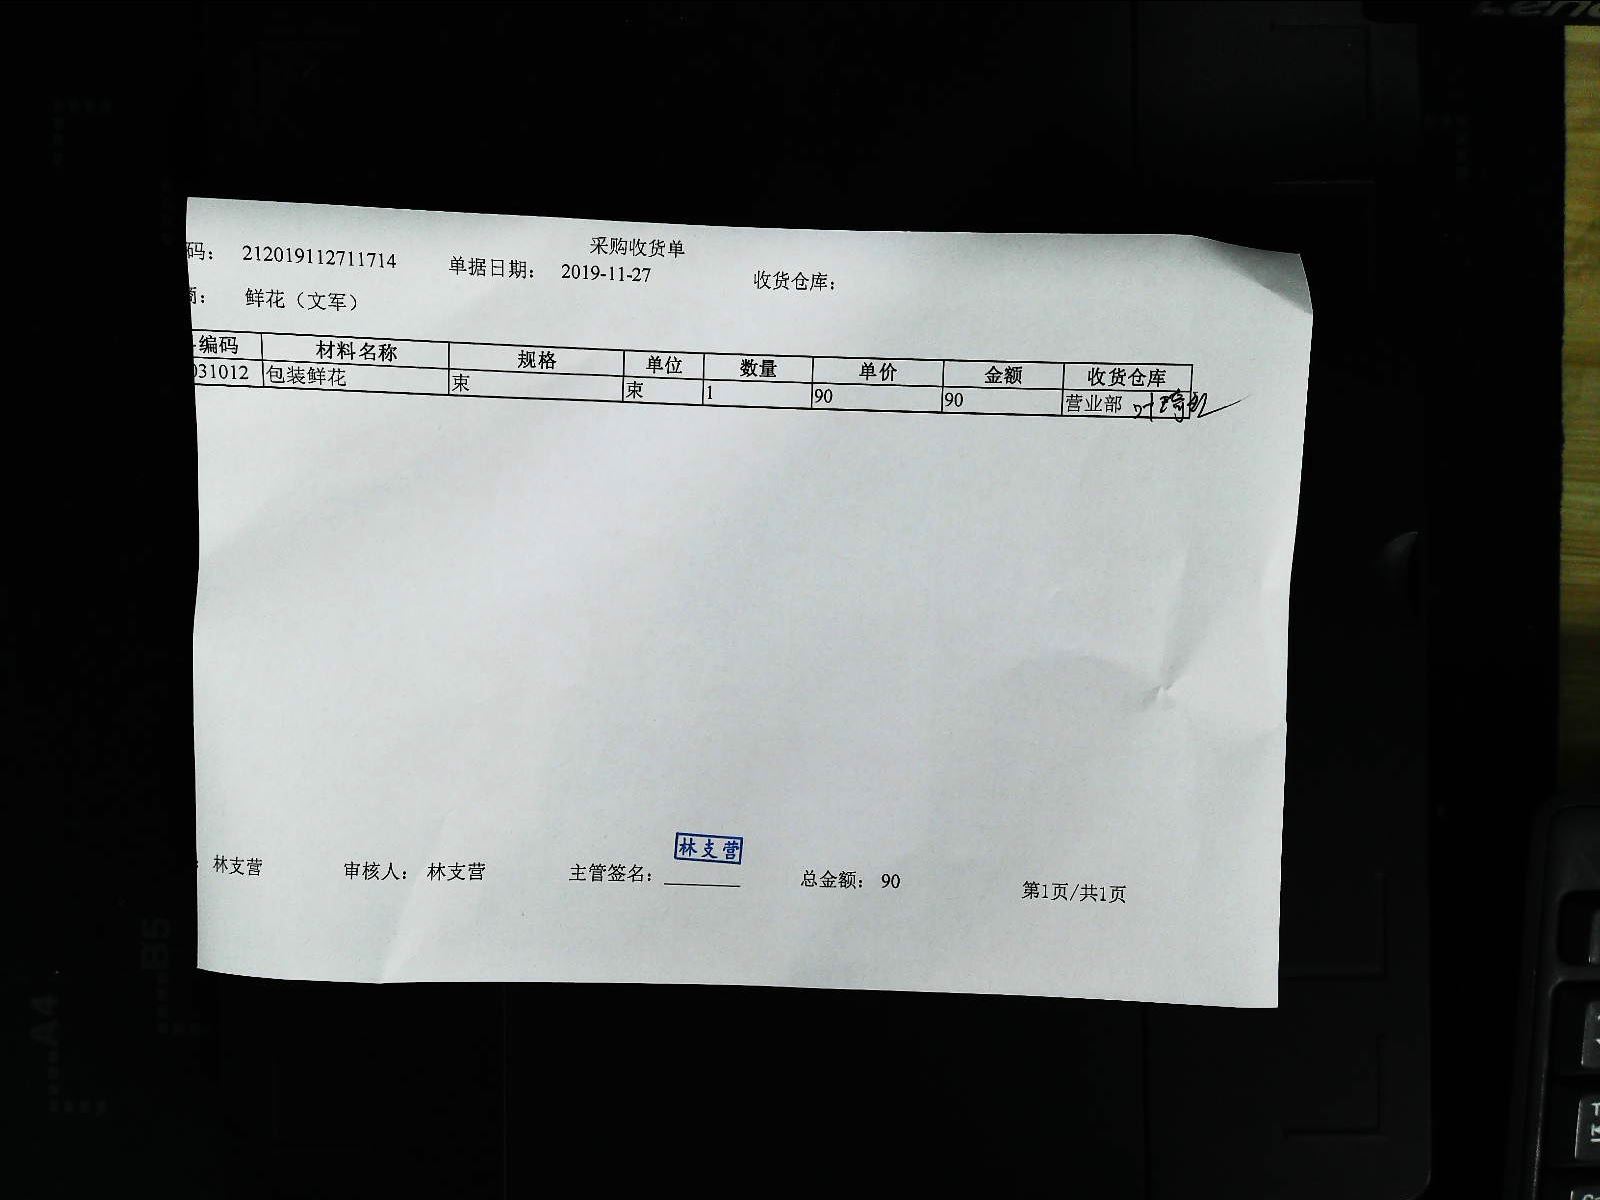 采购收货单
码： 212019112711714 单据日期： 2019-11-27 收货仓库：
商： 鲜花（文军）
编码 材料名称 规格 单位 数量 单价 金额 收货仓库
031012 包装鲜花 束 束 1 90 90 营业部
林支营
：林支营 审核人： 林支营 主管签名： 总金额： 90 第1页/共1页
B5
A4